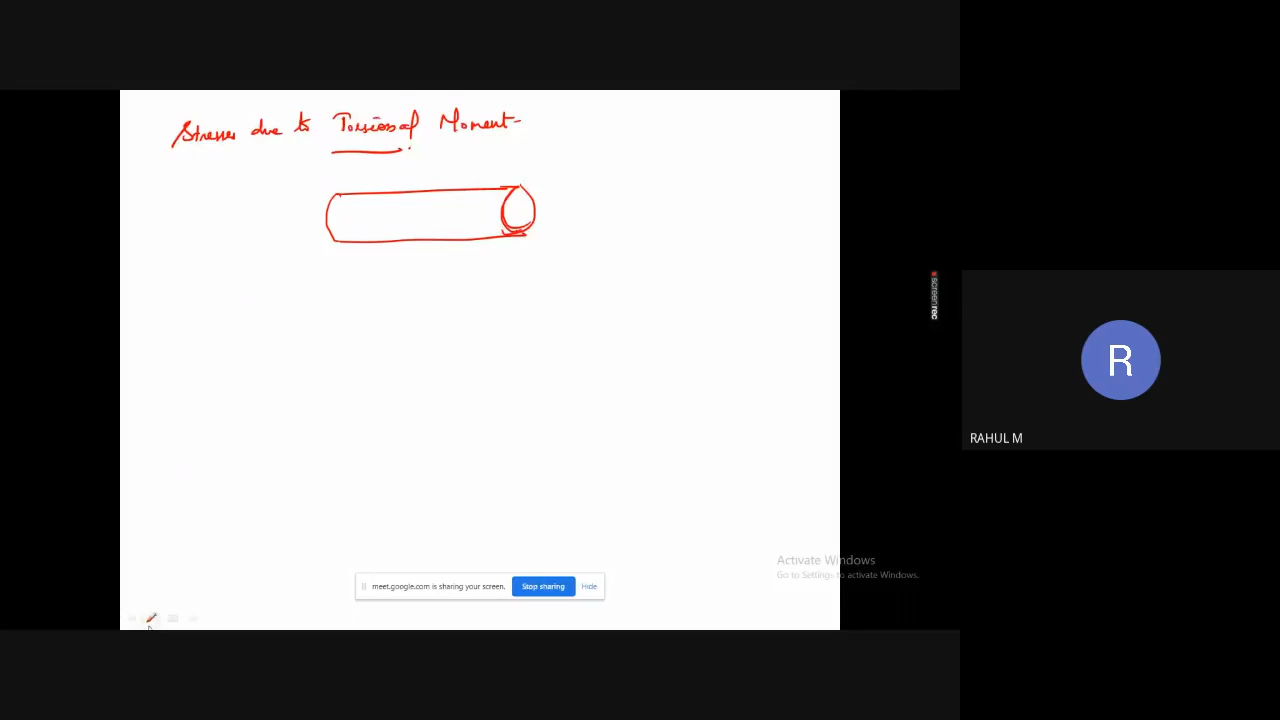 Stresses due to Torsional Moment-
screenrec
R
RAHUL M
Activate Windows
Go to Settings to activate Windows.
meet.google.com is sharing your screen. Stop sharing Hide